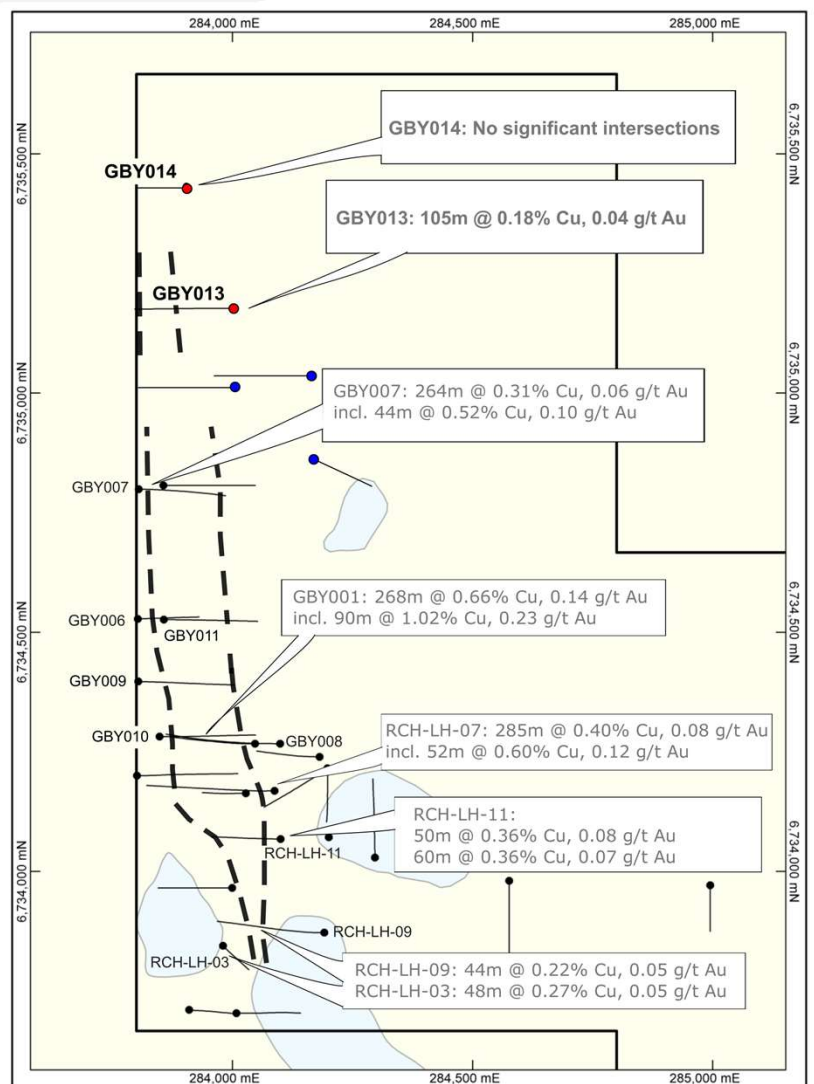 284,000 mE
284,500 mE
285,000 mE
6,735,500 mN
6,735,500 mN
GBY014: No significant intersections
GBY014
GBY013: 105m @ 0.18% Cu, 0.04 g/t Au
GBY013
6,735,000 mN
6,735,000 mN
GBY007: 264m @ 0.31% Cu, 0.06 g/t Au
incl. 44m @ 0.52% Cu, 0.10 g/t Au
GBY007
GBY001: 268m @ 0.66% Cu, 0.14 g/t Au
incl. 90m @ 1.02% Cu, 0.23 g/t Au
GBY006
GBY011
6,734,500 mN
6,734,500 mN
GBY009
GBY010
GBY008
RCH-LH-07: 285m @ 0.40% Cu, 0.08 g/t Au
incl. 52m @ 0.60% Cu, 0.12 g/t Au
RCH-LH-11:
50m @ 0.36% Cu, 0.08 g/t Au
60m @ 0.36% Cu, 0.07 g/t Au
RCH-LH-11
6,734,000 mN
6,734,000 mN
RCH-LH-09
RCH-LH-03
RCH-LH-09: 44m @ 0.22% Cu, 0.05 g/t Au
RCH-LH-03: 48m @ 0.27% Cu, 0.05 g/t Au
284,000 mE
284,500 mE
285,000 mE